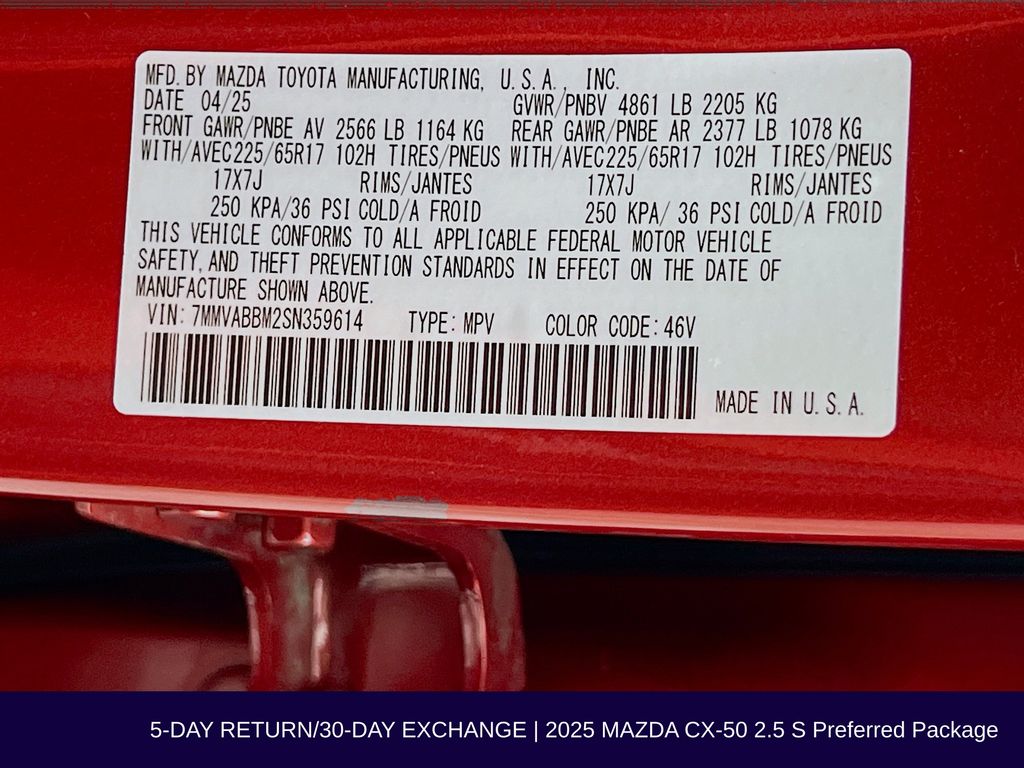 MFD. BY MAZDA TOYOTA MANUFACTURING, U.S.A., INC.
DATE 04/25 GVWR/PNBV 4861 LB 2205 KG
FRONT GAWR/PNBE AV 2566 LB 1164 KG REAR GAWR/PNBE AR 2377 LB 1078 KG
WITH/AVEC225/65R17 102H TIRES/PNEUS WITH/AVEC225/65R17 102H TIRES/PNEUS
17X7J RIMS/JANTES 17X7J RIMS/JANTES
250 KPA/36 PSI COLD/A FROID 250 KPA/ 36 PSI COLD/A FROID
THIS VEHICLE CONFORMS TO ALL APPLICABLE FEDERAL MOTOR VEHICLE
SAFETY, AND THEFT PREVENTION STANDARDS IN EFFECT ON THE DATE OF
MANUFACTURE SHOWN ABOVE.
VIN: 7MMVABBM2SN359614 TYPE: MPV COLOR CODE: 46V
MADE IN U.S.A.
5-DAY RETURN/30-DAY EXCHANGE | 2025 MAZDA CX-50 2.5 S Preferred Package